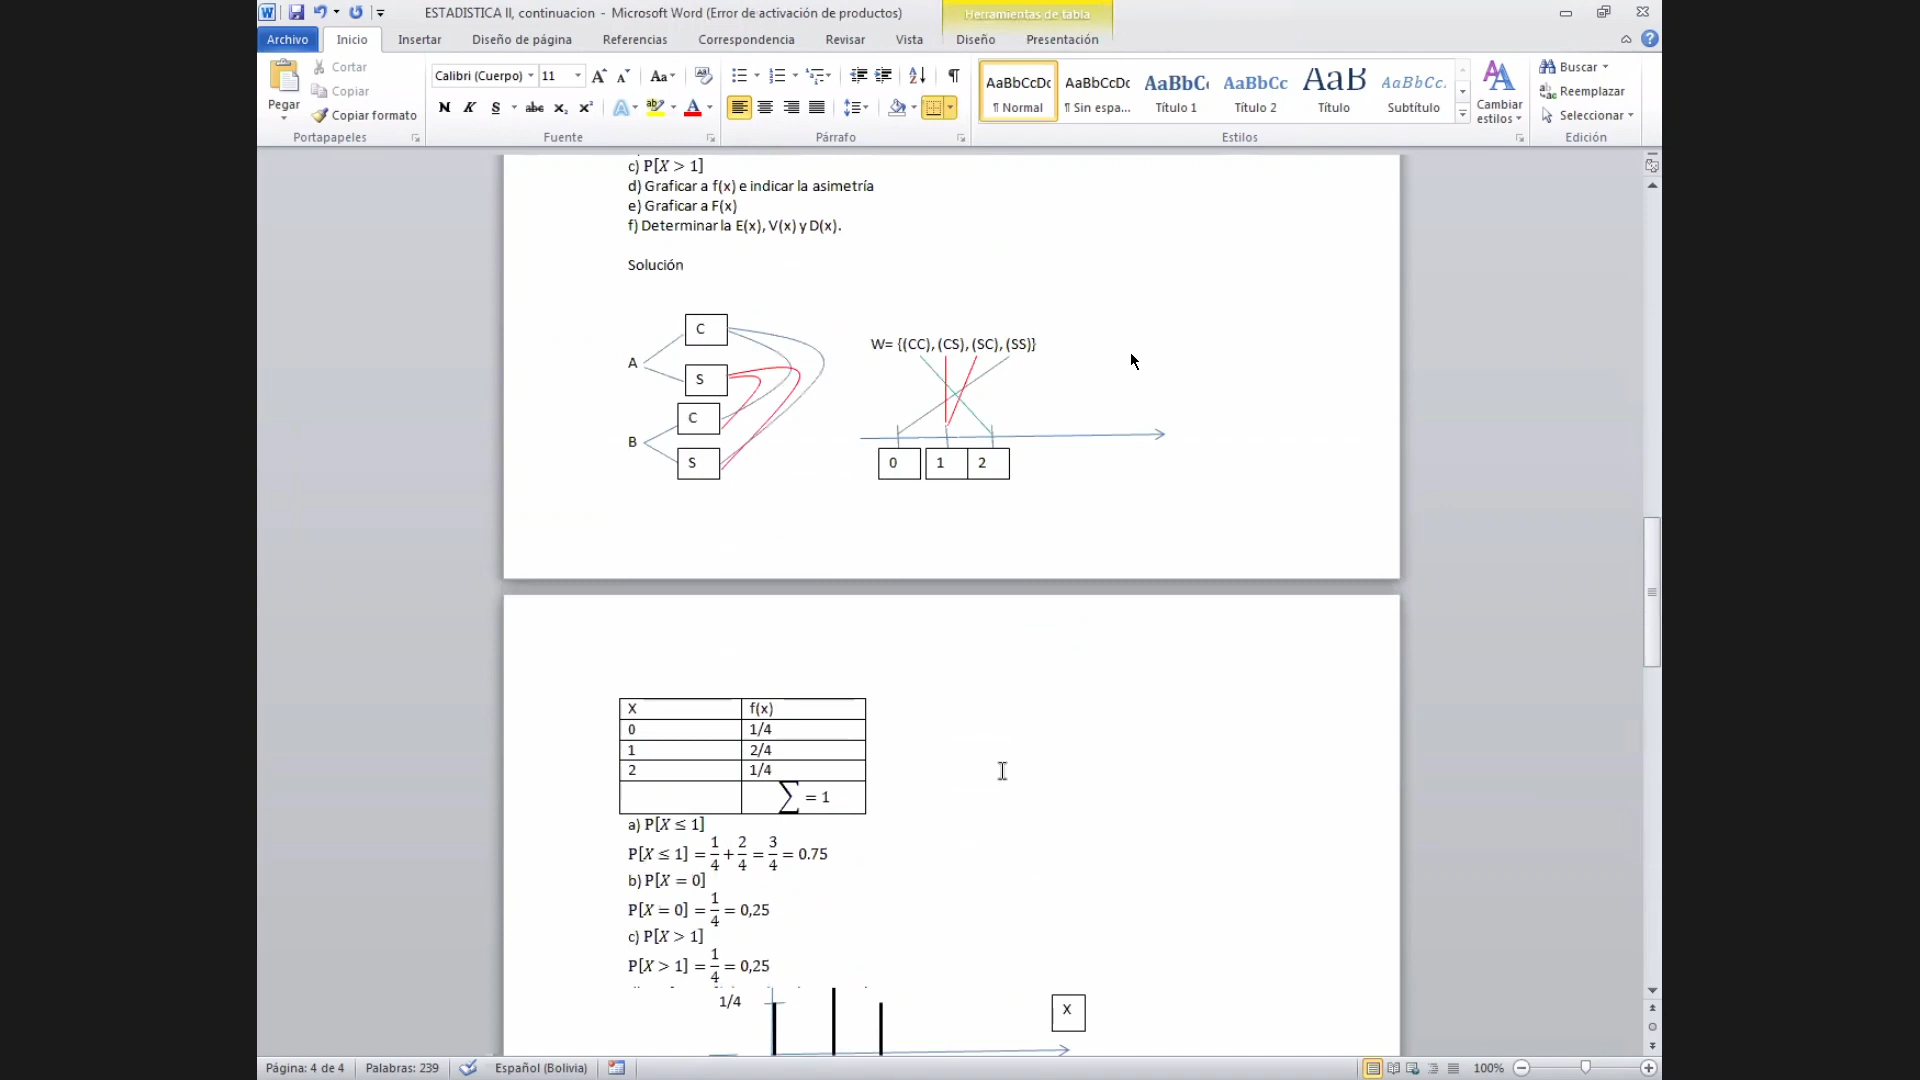 ESTADISTICA II, continuacion - Microsoft Word (Error de activación de productos)
Herramientas de tabla
Archivo Inicio Insertar Diseño de página Referencias Correspondencia Revisar Vista Diseño Presentación
Pegar
Cortar
Copiar
Copiar formato
Portapapeles
Calibri (Cuerpo) 11
Aa
N K S abc x₂ x²
A ab A
Fuente
Párrafo
AaBbCcDc AaBbCcDc AaBbC AaBbCc AaB AaBbCc.
¶ Normal ¶ Sin espa... Título 1 Título 2 Título Subtítulo
Cambiar estilos
Estilos
Buscar
Reemplazar
Seleccionar
Edición
c) P[X > 1]
d) Graficar a f(x) e indicar la asimetría
e) Graficar a F(x)
f) Determinar la E(x), V(x) y D(x).
Solución
C
A
S
C
B
S
W= {(CC), (CS), (SC), (SS)}
0 1 2
X f(x)
0 1/4
1 2/4
2 1/4
∑ = 1
a) P[X ≤ 1]
P[X ≤ 1] = 1/4 + 2/4 = 3/4 = 0.75
b) P[X = 0]
P[X = 0] = 1/4 = 0,25
c) P[X > 1]
P[X > 1] = 1/4 = 0,25
1/4
X
Página: 4 de 4 Palabras: 239 Español (Bolivia) 100%